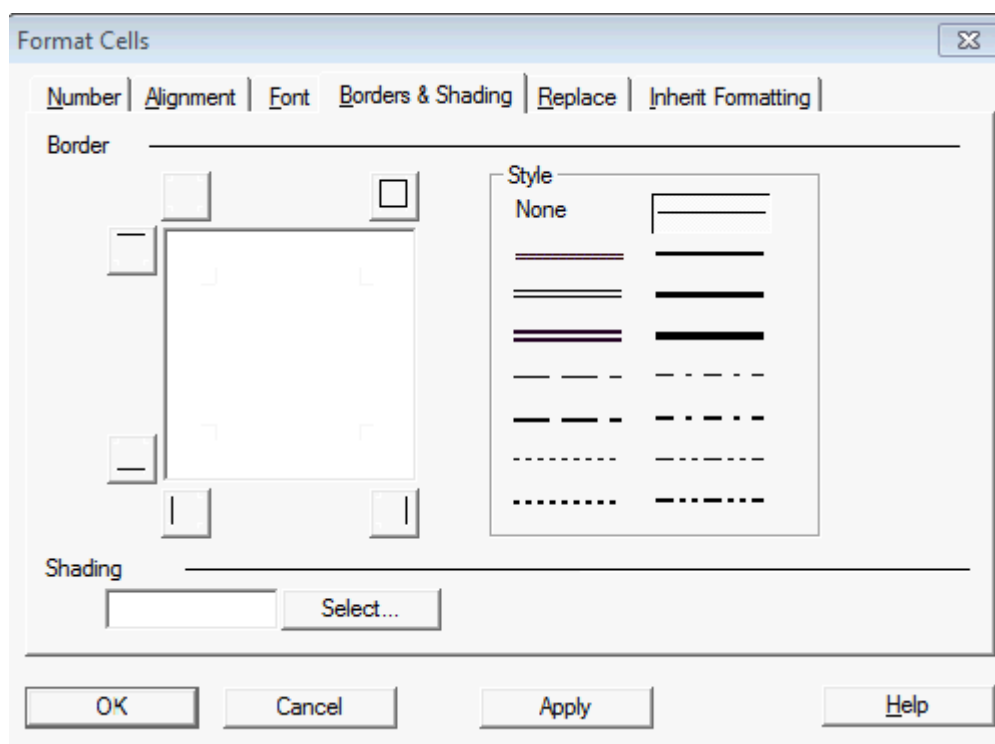 Format Cells
Number Alignment Font Borders & Shading Replace Inherit Formatting
Border
Style
None
Shading
Select...
OK Cancel Apply Help